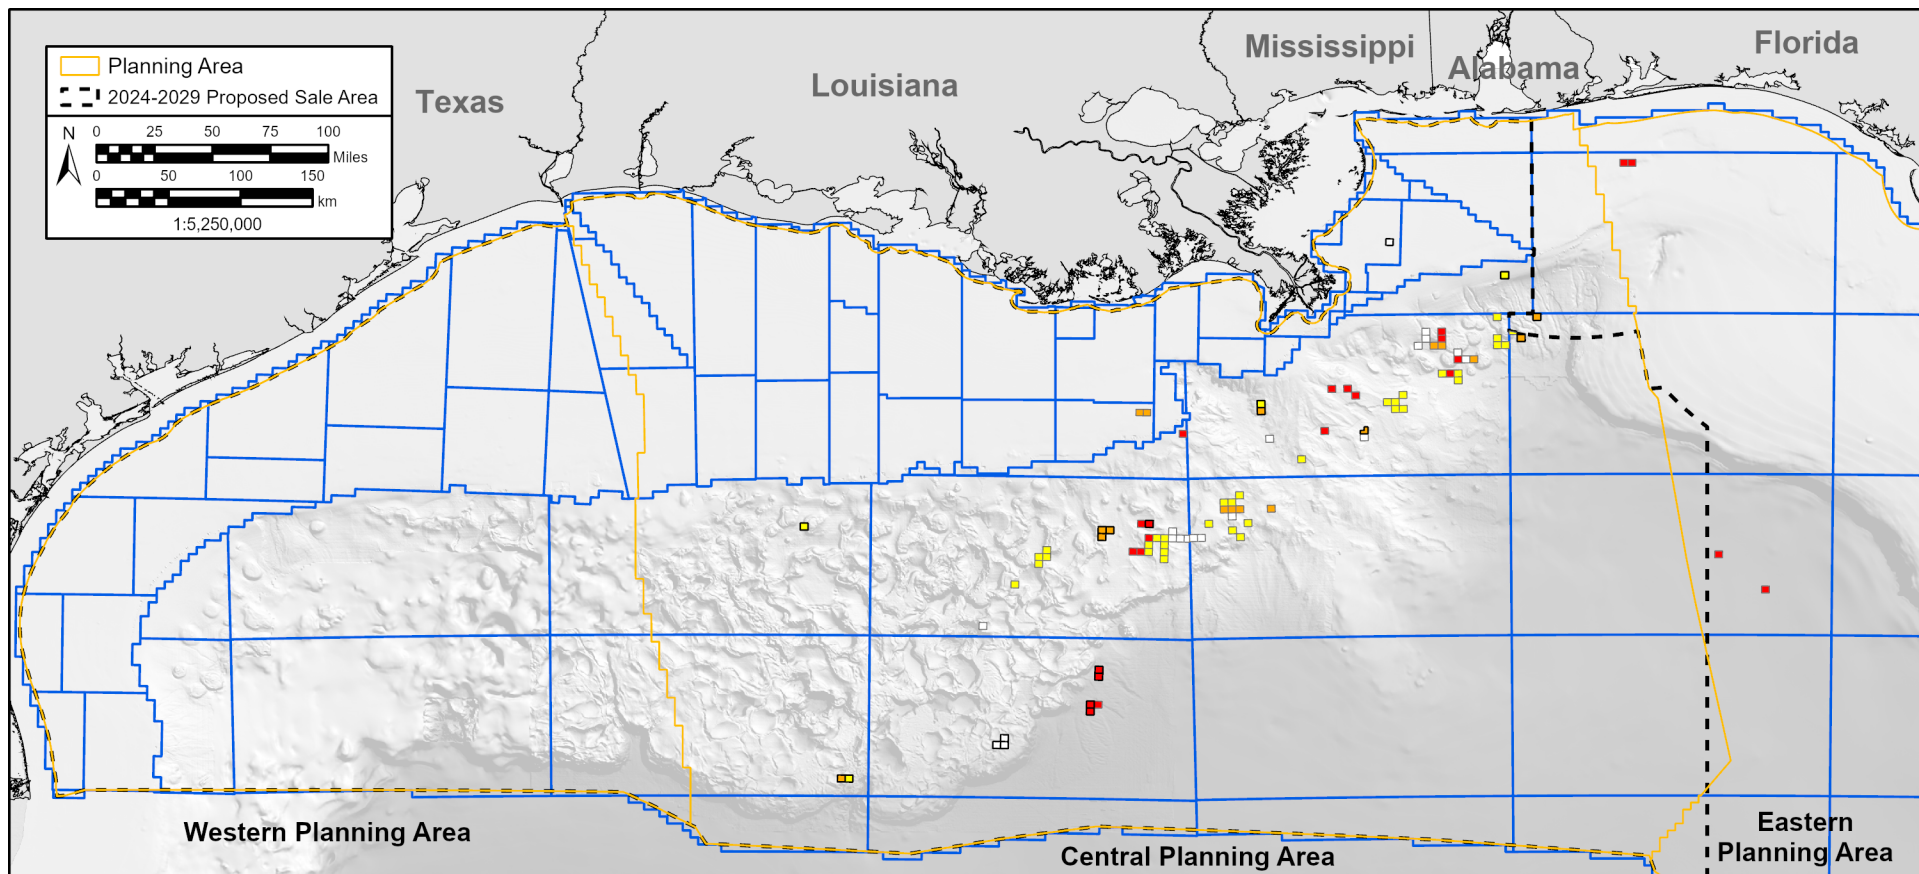 Mississippi
Florida
Alabama
Louisiana
Texas
Planning Area
2024-2029 Proposed Sale Area
N
0 25 50 75 100
Miles
0 50 100 150
km
1:5,250,000
Western Planning Area
Central Planning Area
Eastern
Planning Area